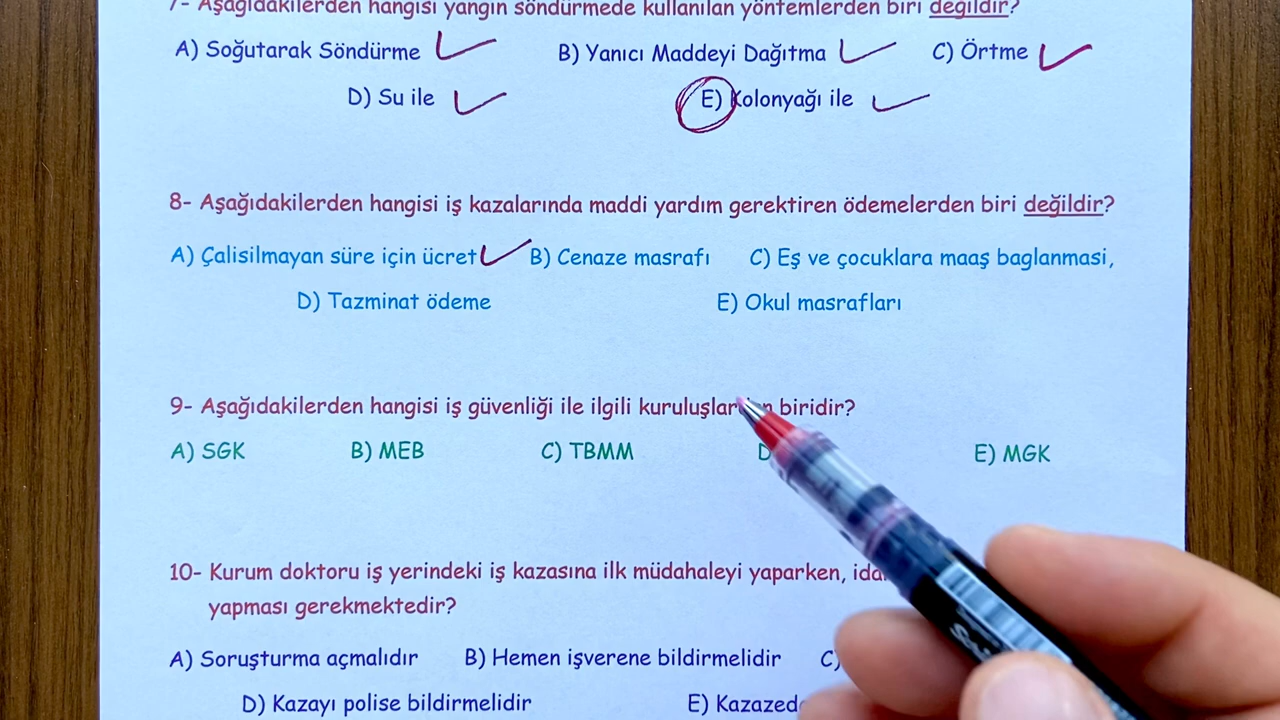 7- Aşağıdakilerden hangisi yangın söndürmede kullanılan yöntemlerden biri değildir?
A) Soğutarak Söndürme B) Yanıcı Maddeyi Dağıtma C) Örtme
D) Su ile E) Kolonyağı ile
8- Aşağıdakilerden hangisi iş kazalarında maddi yardım gerektiren ödemelerden biri değildir?
A) Çalisilmayan süre için ücret B) Cenaze masrafı C) Eş ve çocuklara maaş baglanmasi,
D) Tazminat ödeme E) Okul masrafları
9- Aşağıdakilerden hangisi iş güvenliği ile ilgili biridir?
A) SGK B) MEB C) TBMM D E) MGK
10- Kurum doktoru iş yerindeki iş kazasına ilk müdahaleyi yaparken,
yapması gerekmektedir?
A) Soruşturma açmalıdır B) Hemen işverene bildirmelidir C)
D) Kazayı polise bildirmelidir E)